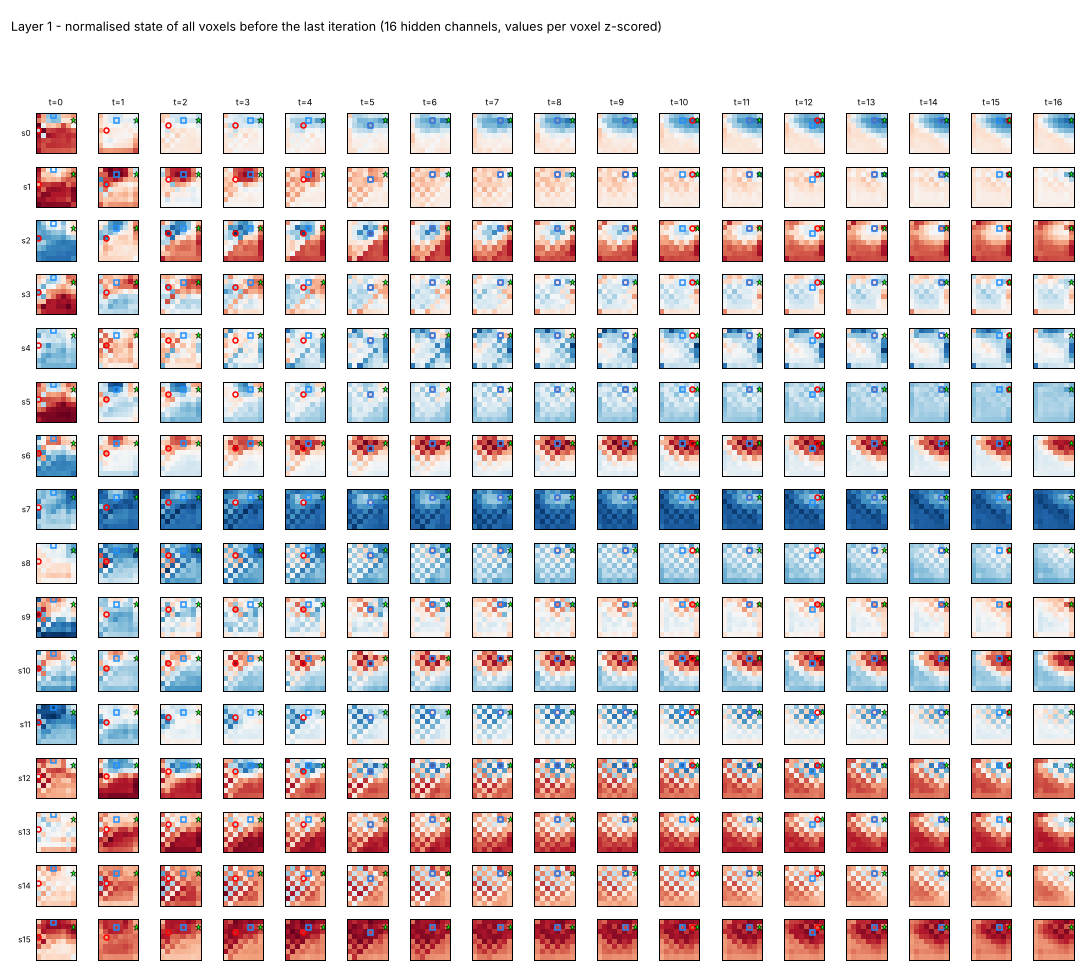 Layer 1 - normalised state of all voxels before the last iteration (16 hidden channels, values per voxel z-scored)
t=0 t=1 t=2 t=3 t=4 t=5 t=6 t=7 t=8 t=9 t=10 t=11 t=12 t=13 t=14 t=15 t=16
s0
s1
s2
s3
s4
s5
s6
s7
s8
s9
s10
s11
s12
s13
s14
s15